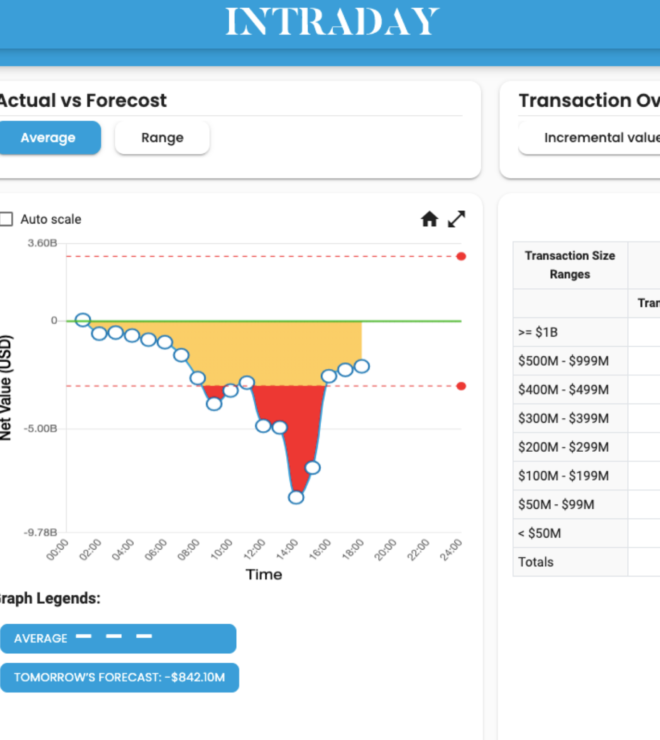 INTRADAY
Actual vs Forecast
Average
Range
Transaction Ov
Incremental value
Auto scale
3.60B
0
-5.00B
-9.78B
Net Value (USD)
00:00
02:00
04:00
06:00
08:00
10:00
12:00
14:00
16:00
18:00
20:00
22:00
24:00
Time
Graph Legends:
AVERAGE
TOMORROW'S FORECAST: -$842.10M
Transaction Size
Ranges
Tran
>= $1B
$500M - $999M
$400M - $499M
$300M - $399M
$200M - $299M
$100M - $199M
$50M - $99M
< $50M
Totals